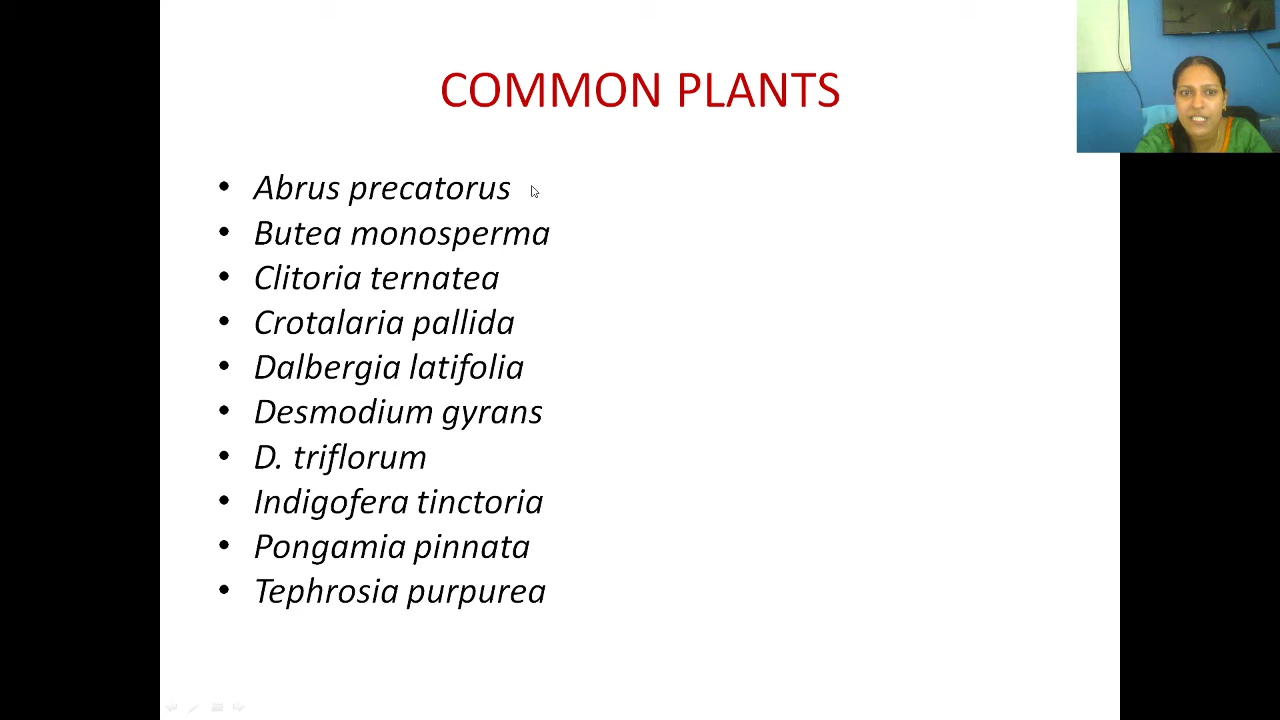 COMMON PLANTS
• Abrus precatorus
• Butea monosperma
• Clitoria ternatea
• Crotalaria pallida
• Dalbergia latifolia
• Desmodium gyrans
• D. triflorum
• Indigofera tinctoria
• Pongamia pinnata
• Tephrosia purpurea